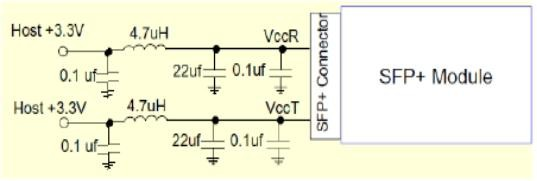 Host +3.3V
4.7uH
VccR
0.1 uf
22uf
0.1uf
Host +3.3V
4.7uH
VccT
0.1 uf
22uf
0.1uf
SFP+ Connector
SFP+ Module